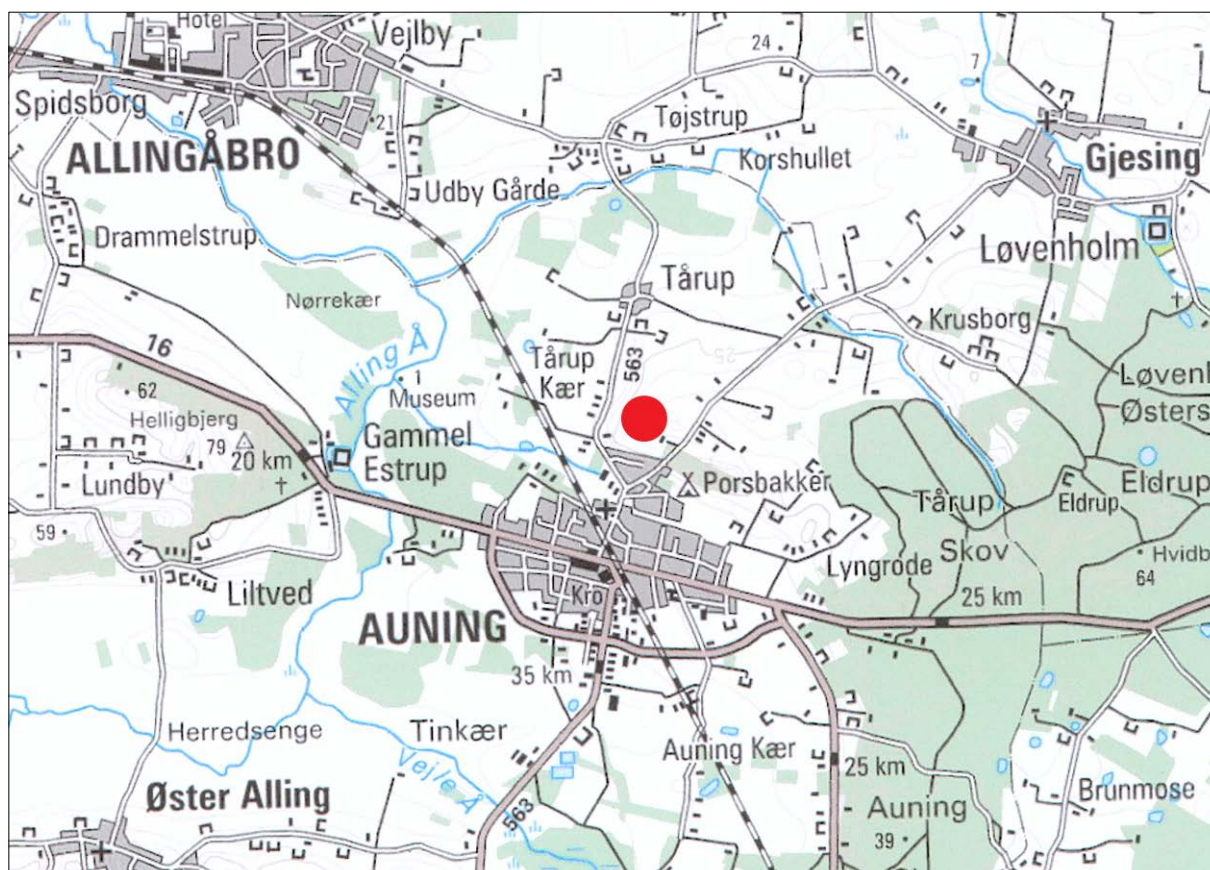 Hotel
Vejlby
24
7
Spidsborg
21
Tøjstrup
ALLINGÅBRO
Korshullet
Gjesing
Udby Gårde
Drammelstrup
Løvenholm
Tårup
Nørrekær
Krusborg
16
Alling Å
Tårup
Kær
563
25
1
Museum
62
Helligbjerg
79
20 km
Gammel
Estrup
Løvenh
Østers
Lundby
Porsbakker
Tårup
Skov
Eldrup
Eldrup
59
Lyngrode
Hvidb
64
Liltved
Kro
25 km
AUNING
35 km
Herredsenge
Tinkær
Auning Kær
25 km
Vejle Å
Øster Alling
563
Auning
39
Brunmose